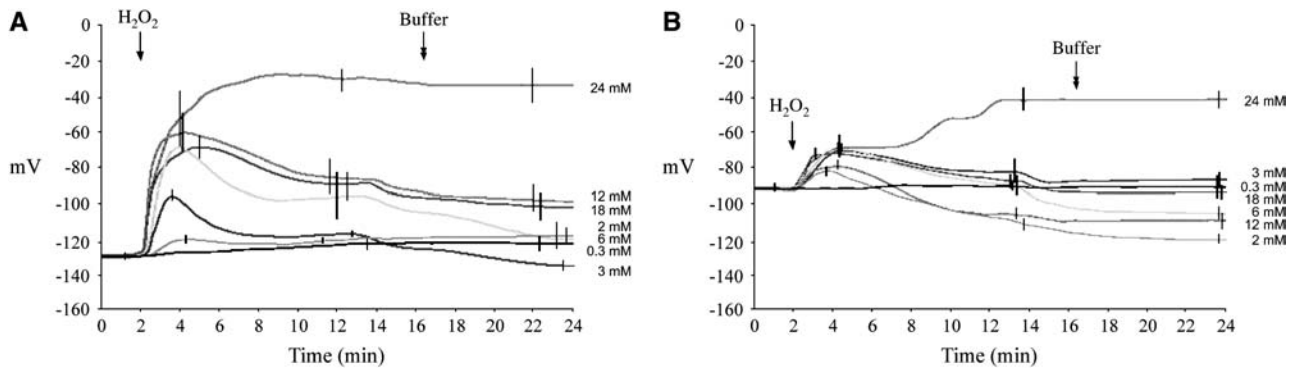 A
H2O2
Buffer
0
-20
-40
-60
-80
-100
-120
-140
-160
mV
24 mM
12 mM
18 mM
2 mM
6 mM
0.3 mM
3 mM
0 2 4 6 8 10 12 14 16 18 20 22 24
Time (min)
B
H2O2
Buffer
0
-20
-40
-60
-80
-100
-120
-140
-160
mV
24 mM
3 mM
0.3 mM
18 mM
6 mM
12 mM
2 mM
0 2 4 6 8 10 12 14 16 18 20 22 24
Time (min)